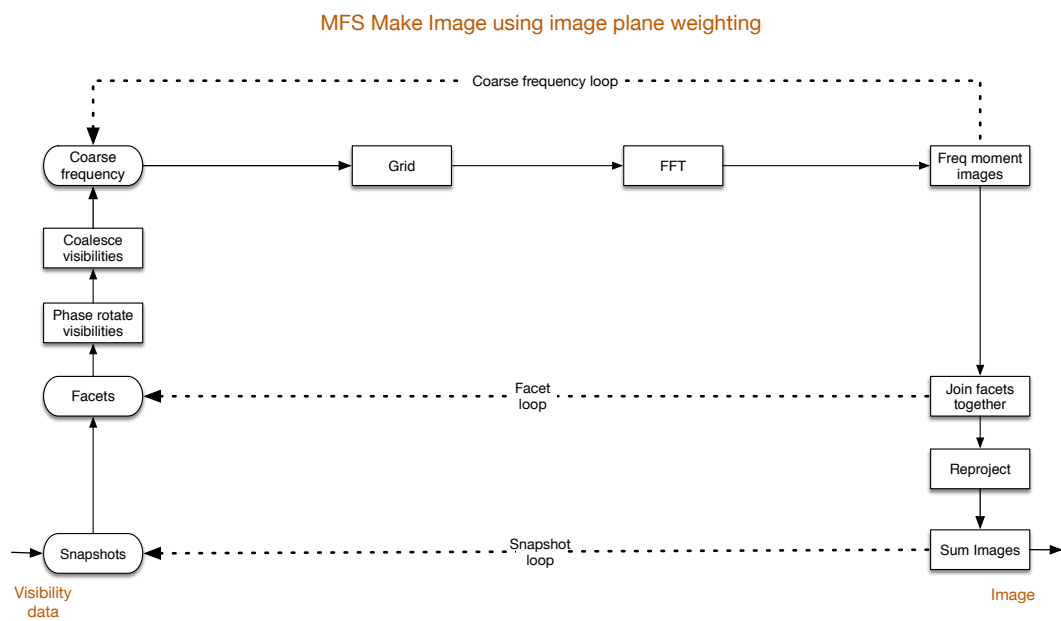 MFS Make Image using image plane weighting
Coarse frequency loop
Coarse
frequency
Grid
FFT
Freq moment
images
Coalesce
visibilities
Phase rotate
visibilities
Facets
Facet
loop
Join facets
together
Reproject
Snapshots
Snapshot
loop
Sum Images
Visibility
data
Image